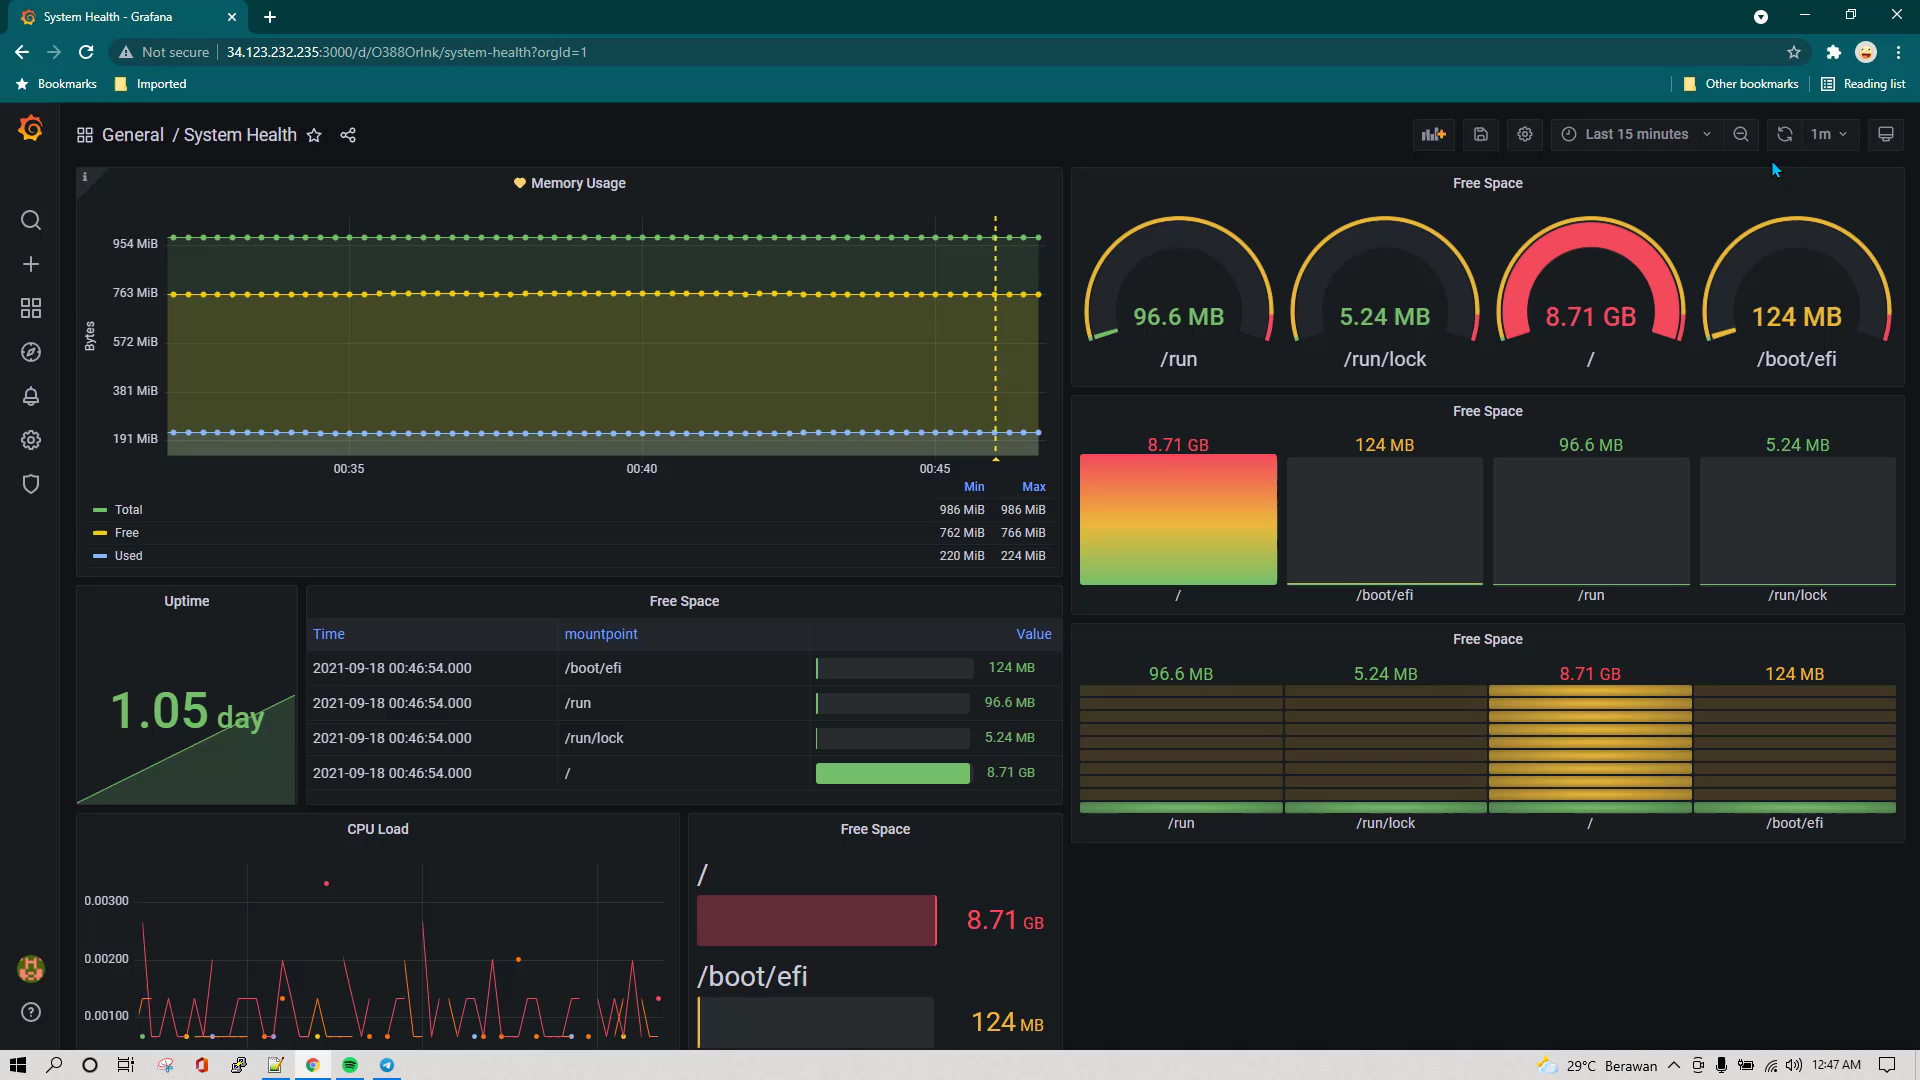 System Health - Grafana
Not secure
34.123.232.235:3000/d/O388OrInk/system-health?orgId=1
Bookmarks
Imported
Other bookmarks
Reading list
General / System Health
Last 15 minutes
1m
Memory Usage
Bytes
954 MiB
763 MiB
572 MiB
381 MiB
191 MiB
00:35
00:40
00:45
Min Max
Total 986 MiB 986 MiB
Free 762 MiB 766 MiB
Used 220 MiB 224 MiB
Free Space
96.6 MB
5.24 MB
8.71 GB
124 MB
/run
/run/lock
/
/boot/efi
Free Space
8.71 GB
124 MB
96.6 MB
5.24 MB
/
/boot/efi
/run
/run/lock
Uptime
1.05 day
Free Space
Time mountpoint Value
2021-09-18 00:46:54.000 /boot/efi 124 MB
2021-09-18 00:46:54.000 /run 96.6 MB
2021-09-18 00:46:54.000 /run/lock 5.24 MB
2021-09-18 00:46:54.000 / 8.71 GB
Free Space
96.6 MB
5.24 MB
8.71 GB
124 MB
/run
/run/lock
/
/boot/efi
CPU Load
0.00300
0.00200
0.00100
Free Space
/
8.71 GB
/boot/efi
124 MB
29°C Berawan
12:47 AM